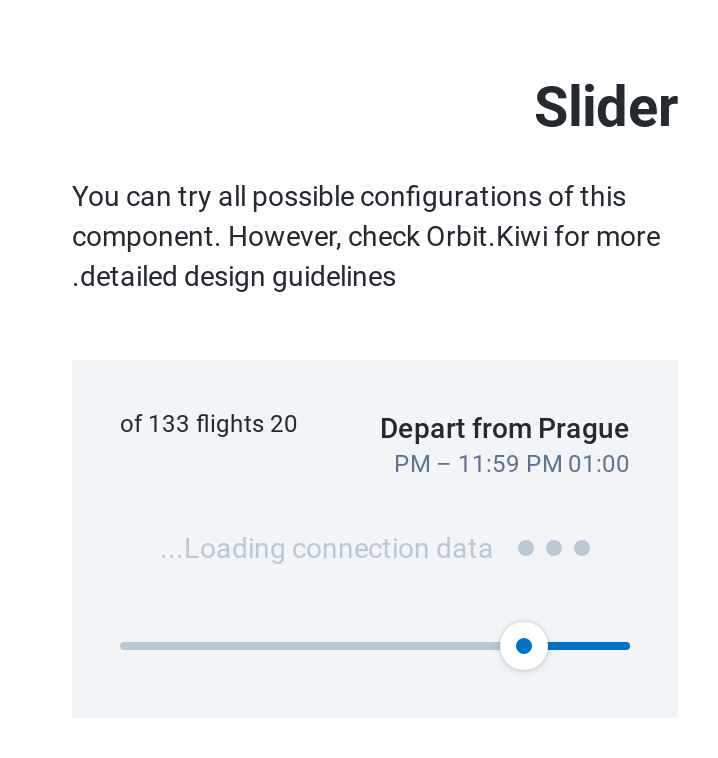 Slider
You can try all possible configurations of this
component. However, check Orbit.Kiwi for more
.detailed design guidelines
Depart from Prague
of 133 flights 20
PM – 11:59 PM 01:00
...Loading connection data